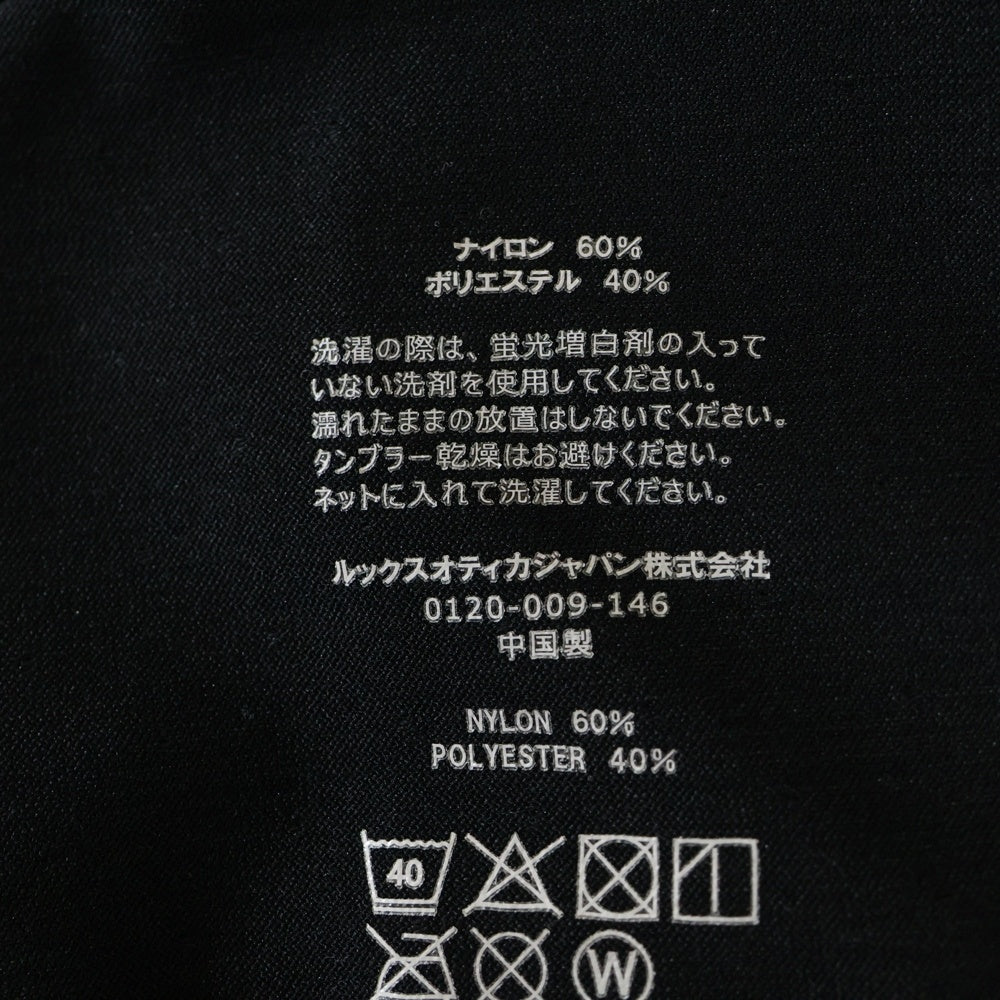 ナイロン 60%
ポリエステル 40%
洗濯の際は、蛍光増白剤の入って
いない洗剤を使用してください。
濡れたままの放置はしないでください。
タンブラー乾燥はお避けください。
ネットに入れて洗濯してください。
ルックスオティカジャパン株式会社
0120-009-146
中国製
NYLON 60%
POLYESTER 40%
40
W